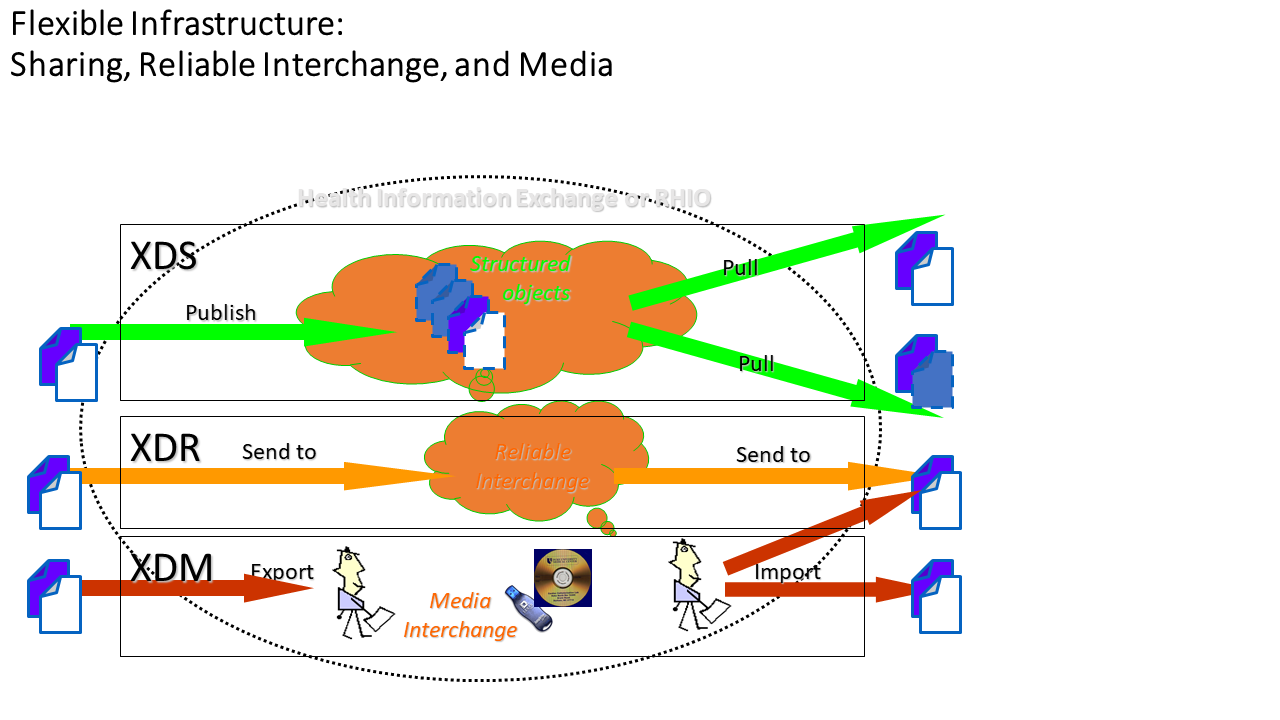 Flexible Infrastructure:
Sharing, Reliable Interchange, and Media
Health Information Exchange or RHIO
XDS
Structured
objects
Pull
Publish
Pull
XDR
Send to
Reliable
Interchange
Send to
XDM
Export
Media
Interchange
Import